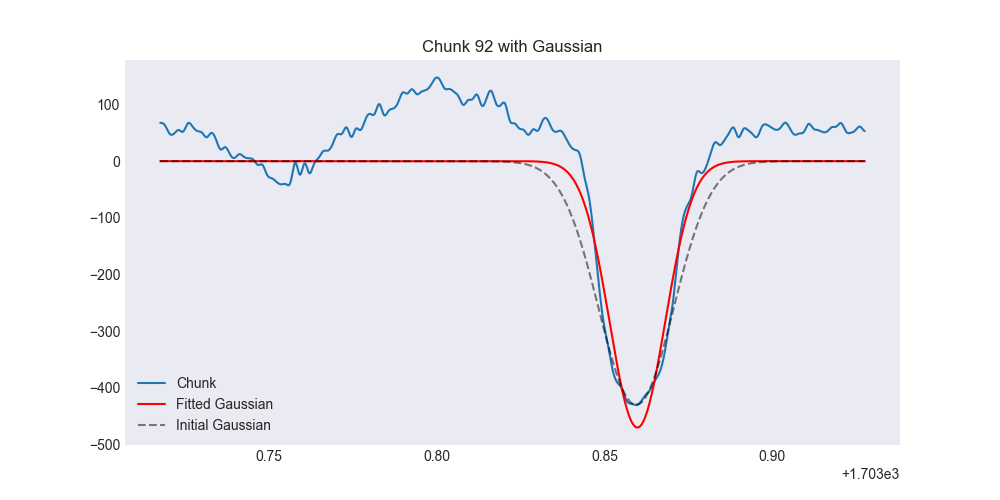 Chunk 92 with Gaussian
100
0
−100
−200
−300
−400
−500
Chunk
Fitted Gaussian
Initial Gaussian
0.75 0.80 0.85 0.90
+1.703e3